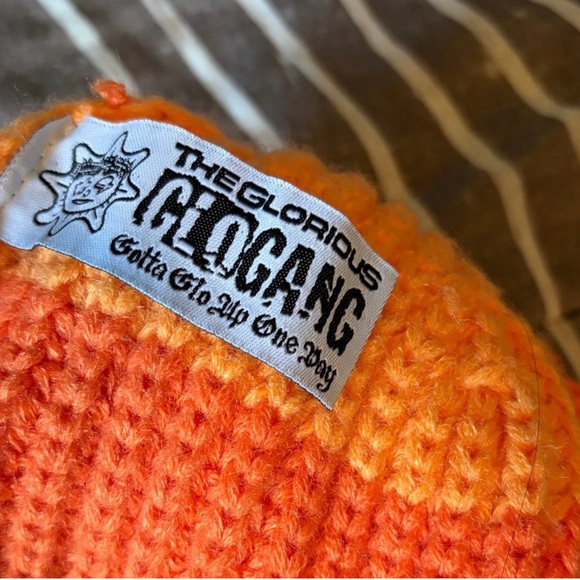 THE GLORIOUS
GLOGANG
Gotta Glo Up One Day